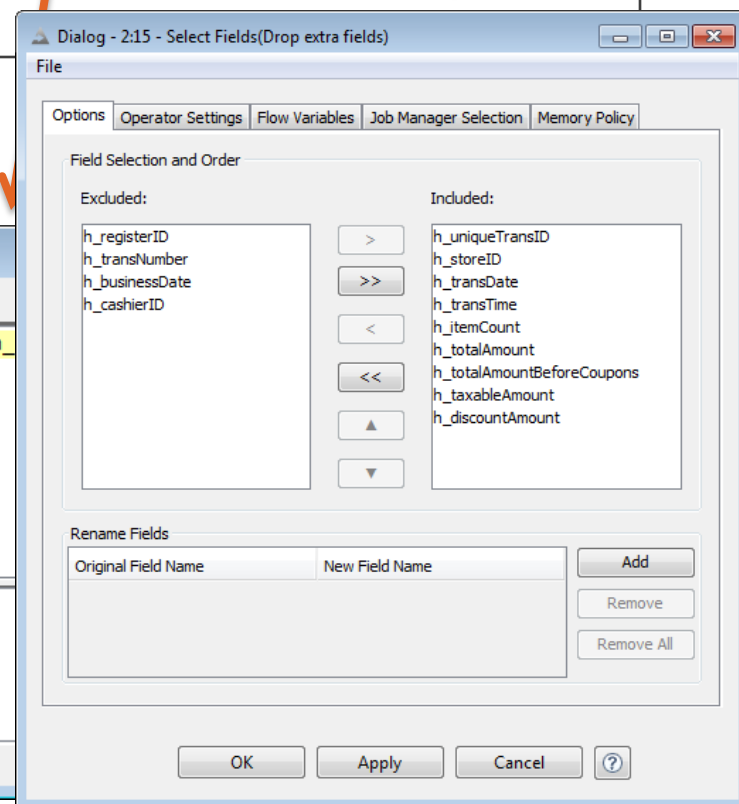 Dialog - 2:15 - Select Fields(Drop extra fields)
File
Options Operator Settings Flow Variables Job Manager Selection Memory Policy
Field Selection and Order
Excluded:
Included:
h_registerID
h_transNumber
h_businessDate
h_cashierID
>
>>
<
<<
h_uniqueTransID
h_storeID
h_transDate
h_transTime
h_itemCount
h_totalAmount
h_totalAmountBeforeCoupons
h_taxableAmount
h_discountAmount
Rename Fields
Original Field Name New Field Name
Add
Remove
Remove All
OK Apply Cancel ?